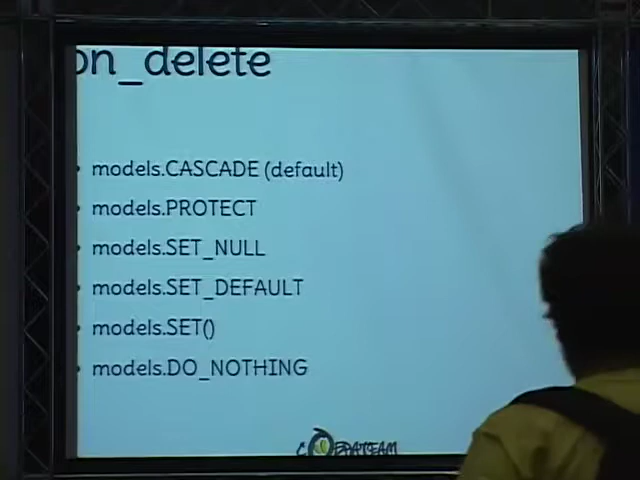 on_delete
models.CASCADE (default)
models.PROTECT
models.SET_NULL
models.SET_DEFAULT
models.SET()
models.DO_NOTHING